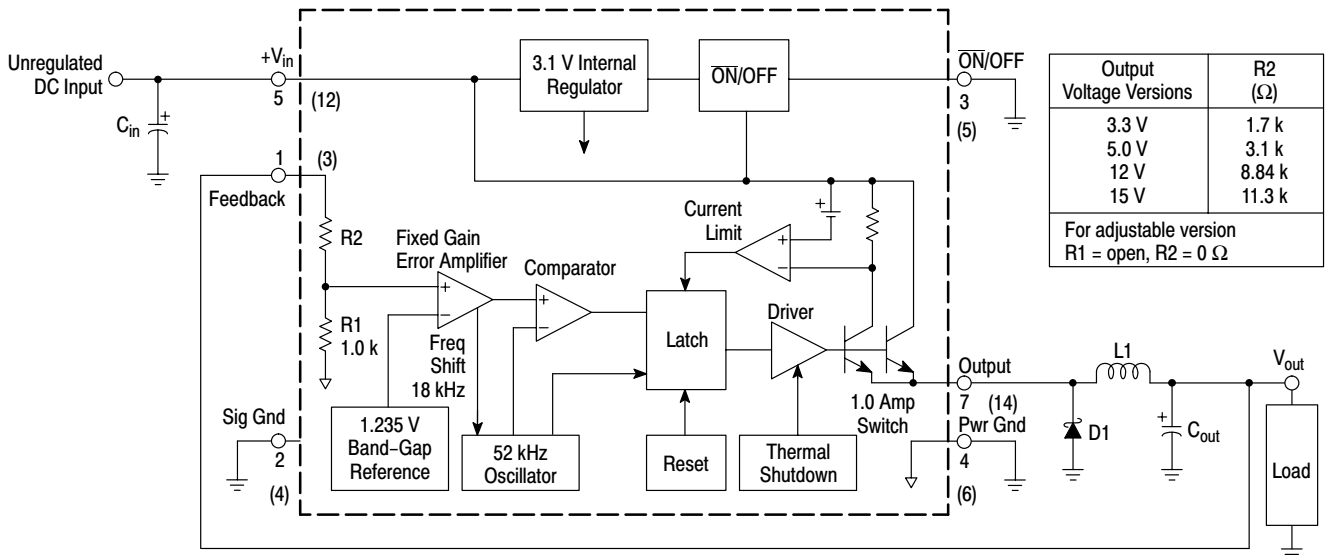 Unregulated
DC Input
Cin
+
+Vin
5
(12)
3.1 V Internal
Regulator
O̅N̅/OFF
O̅N̅/OFF
3
(5)
Output
Voltage Versions
R2
(Ω)
3.3 V
1.7 k
5.0 V
3.1 k
12 V
8.84 k
15 V
11.3 k
For adjustable version
R1 = open, R2 = 0 Ω
1
(3)
Feedback
R2
R1
1.0 k
Fixed Gain
Error Amplifier
+
−
Comparator
+
−
Current
Limit
+
+
−
Freq
Shift
18 kHz
Latch
Driver
1.0 Amp
Switch
Output
7
(14)
Pwr Gnd
4
(6)
Sig Gnd
2
(4)
1.235 V
Band−Gap
Reference
52 kHz
Oscillator
Reset
Thermal
Shutdown
D1
L1
+
Cout
Vout
Load